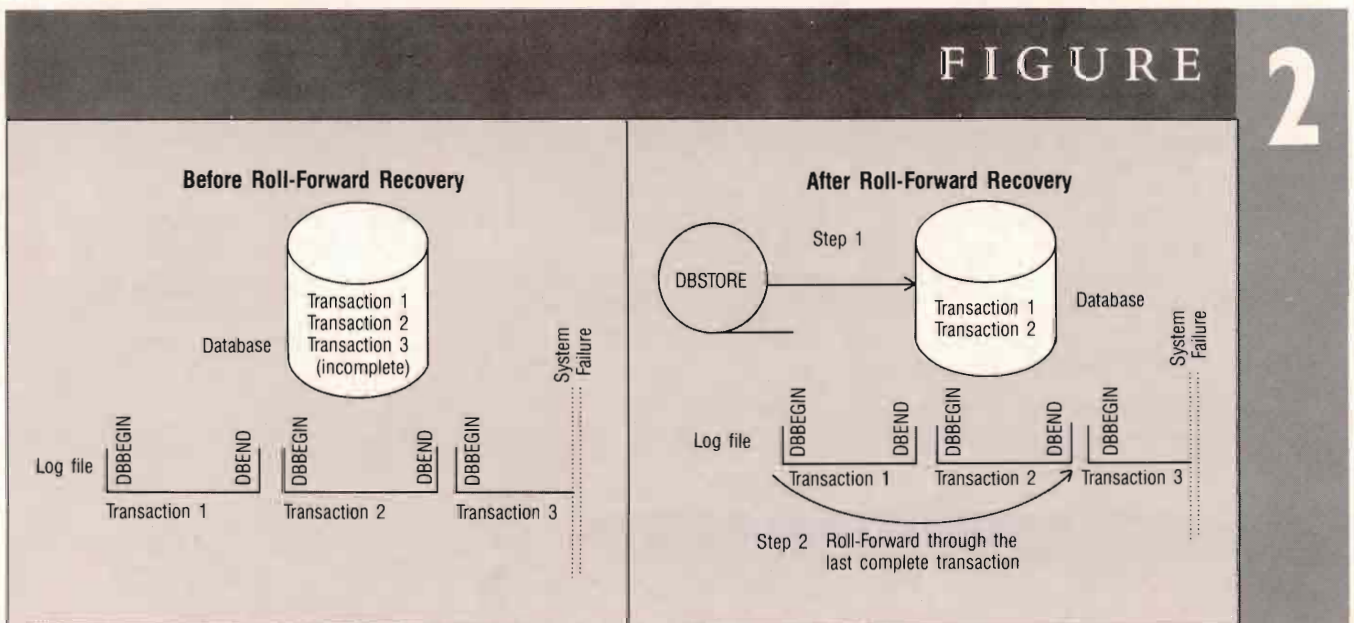 FIGURE 2
Before Roll-Forward Recovery
Transaction 1
Transaction 2
Transaction 3
(incomplete)
Database
System
Failure
Log file
DBBEGIN
DBEND
DBBEGIN
DBEND
DBBEGIN
Transaction 1
Transaction 2
Transaction 3
After Roll-Forward Recovery
Step 1
DBSTORE
Transaction 1
Transaction 2
Database
System
Failure
Log file
DBBEGIN
DBEND
DBBEGIN
DBEND
DBBEGIN
Transaction 1
Transaction 2
Transaction 3
Step 2 Roll-Forward through the
last complete transaction